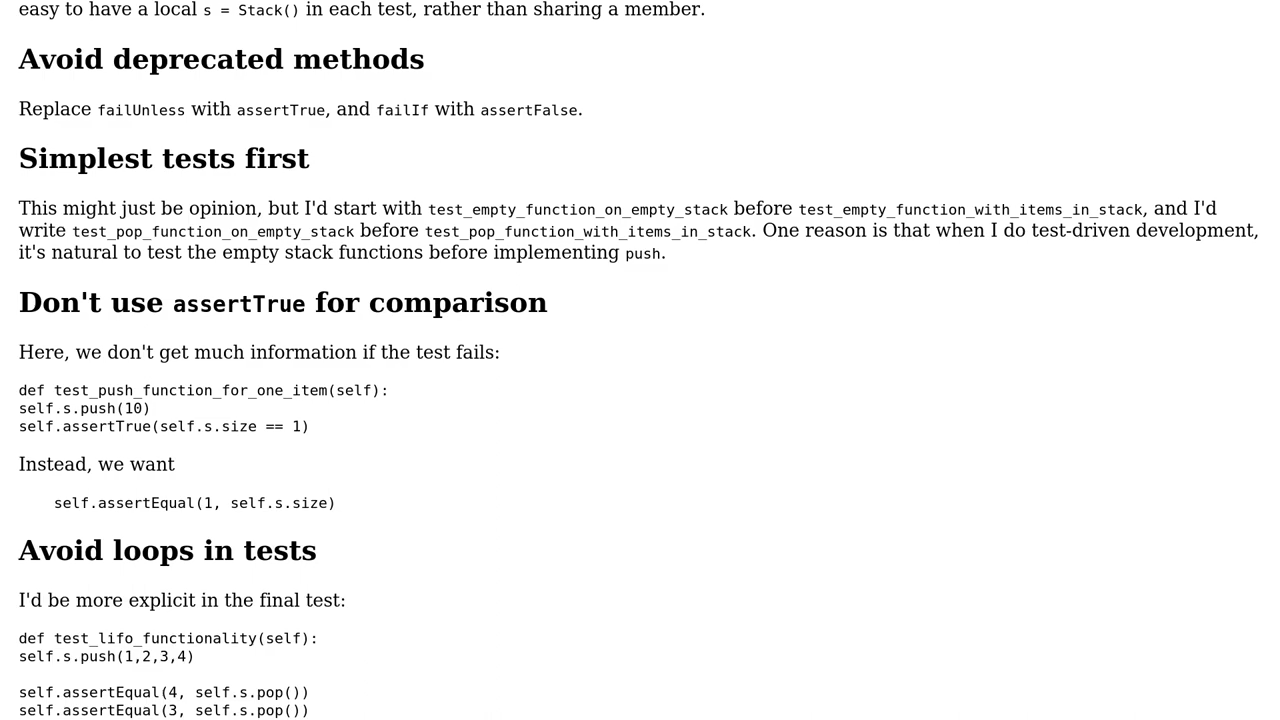 easy to have a local s = Stack() in each test, rather than sharing a member.
Avoid deprecated methods
Replace failUnless with assertTrue, and failIf with assertFalse.
Simplest tests first
This might just be opinion, but I'd start with test_empty_function_on_empty_stack before test_empty_function_with_items_in_stack, and I'd
write test_pop_function_on_empty_stack before test_pop_function_with_items_in_stack. One reason is that when I do test-driven development,
it's natural to test the empty stack functions before implementing push.
Don't use assertTrue for comparison
Here, we don't get much information if the test fails:
def test_push_function_for_one_item(self):
self.s.push(10)
self.assertTrue(self.s.size == 1)
Instead, we want
    self.assertEqual(1, self.s.size)
Avoid loops in tests
I'd be more explicit in the final test:
def test_lifo_functionality(self):
self.s.push(1,2,3,4)
self.assertEqual(4, self.s.pop())
self.assertEqual(3, self.s.pop())